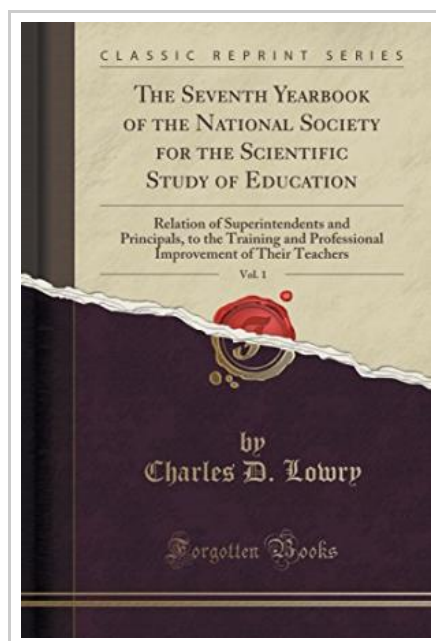 CLASSIC REPRINT SERIES
THE SEVENTH YEARBOOK
OF THE NATIONAL SOCIETY
FOR THE SCIENTIFIC
STUDY OF EDUCATION
Relation of Superintendents and
Principals, to the Training and Professional
Improvement of Their Teachers
Vol. 1
by
Charles D. Lowry
Forgotten Books